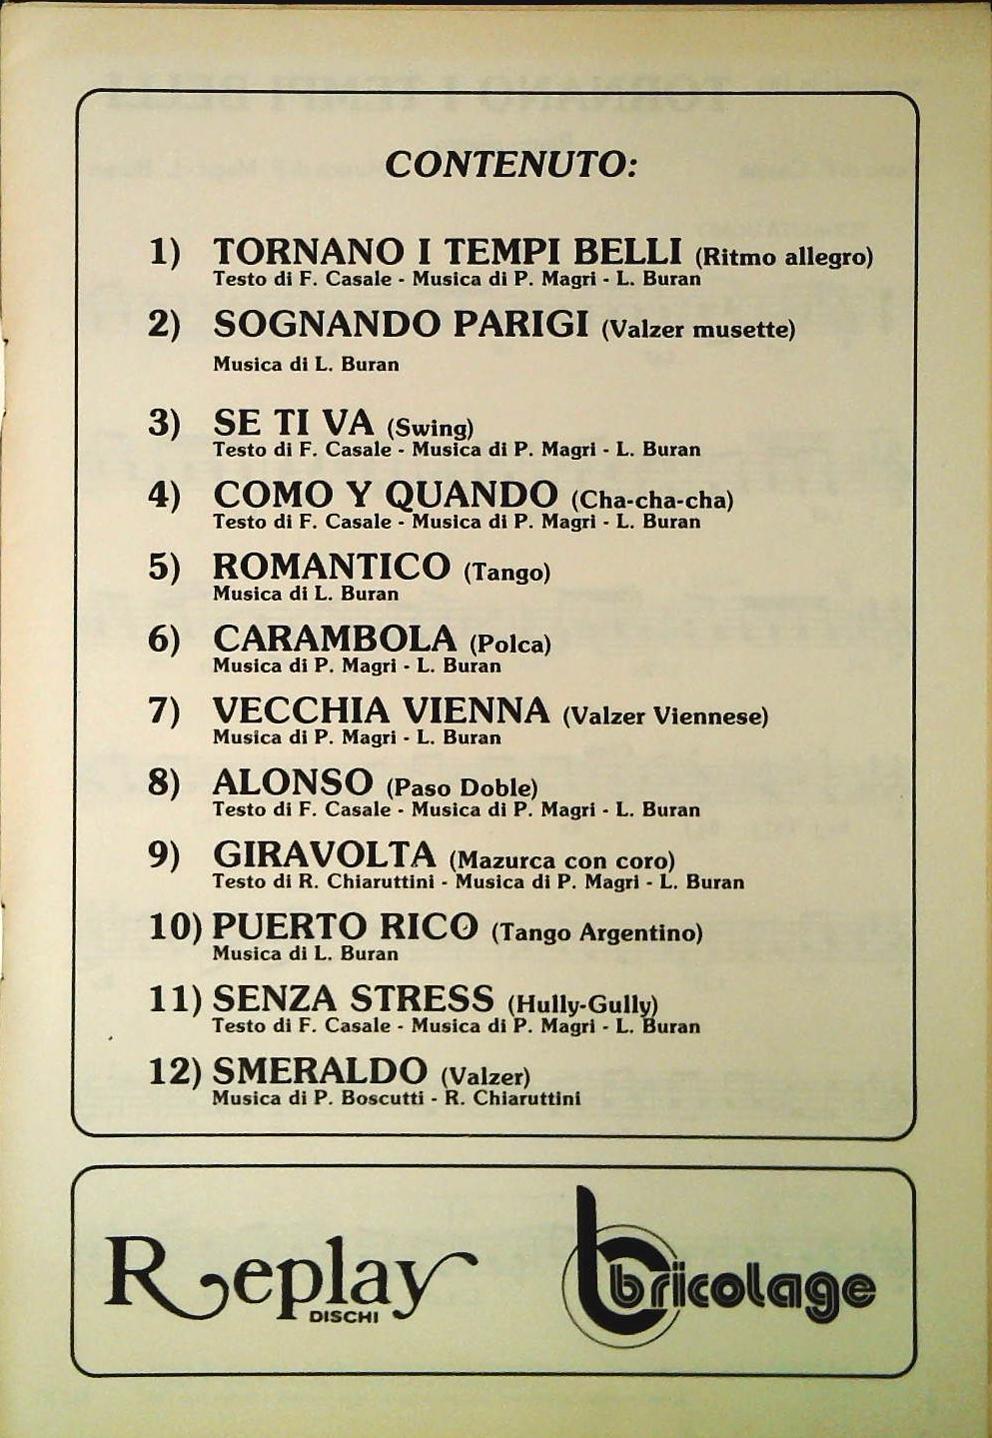 CONTENUTO:
1) TORNANO I TEMPI BELLI (Ritmo allegro)
Testo di F. Casale - Musica di P. Magri - L. Buran
2) SOGNANDO PARIGI (Valzer musette)
Musica di L. Buran
3) SE TI VA (Swing)
Testo di F. Casale - Musica di P. Magri - L. Buran
4) COMO Y QUANDO (Cha-cha-cha)
Testo di F. Casale - Musica di P. Magri - L. Buran
5) ROMANTICO (Tango)
Musica di L. Buran
6) CARAMBOLA (Polca)
Musica di P. Magri - L. Buran
7) VECCHIA VIENNA (Valzer Viennese)
Musica di P. Magri - L. Buran
8) ALONSO (Paso Doble)
Testo di F. Casale - Musica di P. Magri - L. Buran
9) GIRAVOLTA (Mazurca con coro)
Testo di R. Chiaruttini - Musica di P. Magri - L. Buran
10) PUERTO RICO (Tango Argentino)
Musica di L. Buran
11) SENZA STRESS (Hully-Gully)
Testo di F. Casale - Musica di P. Magri - L. Buran
12) SMERALDO (Valzer)
Musica di P. Boscutti - R. Chiaruttini
Replay
DISCHI
bricolage